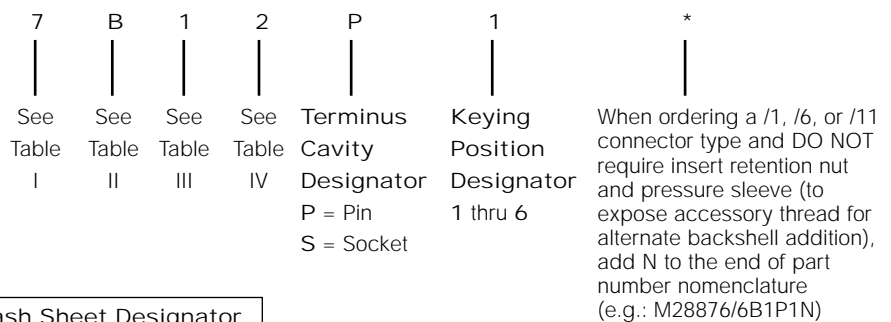 7 B 1 2 P 1 *
See Table I
See Table II
See Table III
See Table IV
Terminus
Cavity
Designator
P = Pin
S = Socket
Keying
Position
Designator
1 thru 6
When ordering a /1, /6, or /11
connector type and DO NOT
require insert retention nut
and pressure sleeve (to
expose accessory thread for
alternate backshell addition),
add N to the end of part
number nomenclature
(e.g.: M28876/6B1P1N)
Sheet Designator